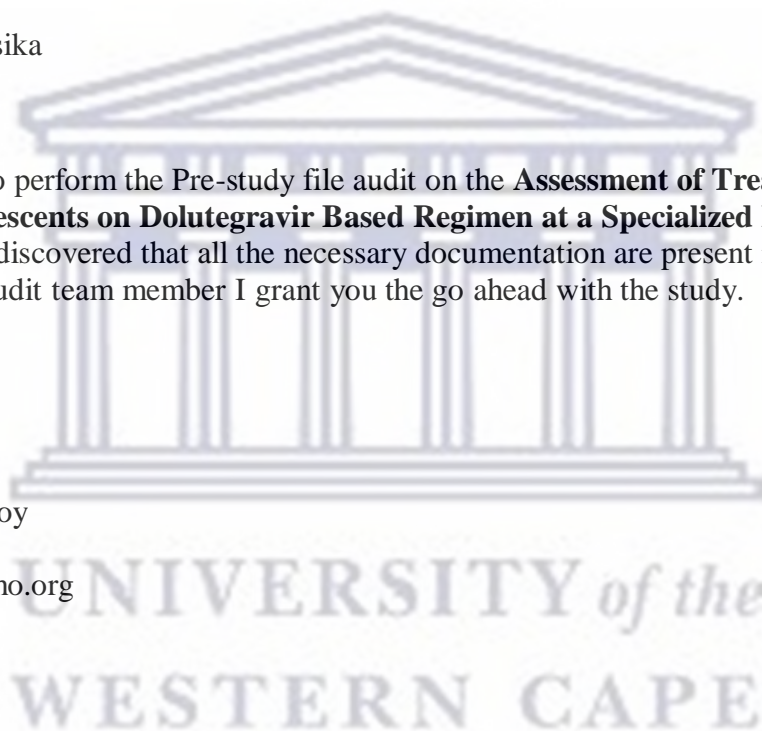 sika
o perform the Pre-study file audit on the Assessment of Trea
escents on Dolutegravir Based Regimen at a Specialized
discovered that all the necessary documentation are present
udit team member I grant you the go ahead with the study.
oy
no.org
UNIVERSITY of the
WESTERN CAPE